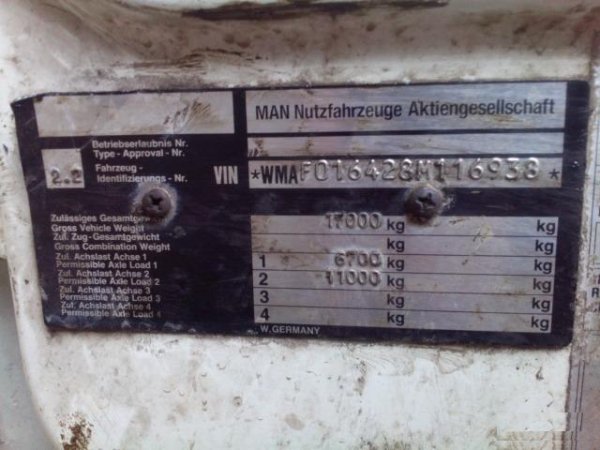 MAN Nutzfahrzeuge Aktiengesellschaft
Betriebserlaubnis Nr.
Type - Approval - Nr.
2.2 Fahrzeug - Identifizierungs - Nr. VIN *WMAF016428M116938*
Zulässiges Gesamtgewicht 17000 kg kg
Gross Vehicle Weight
Zul. Zug-Gesamtgewicht kg kg
Gross Combination Weight
Zul. Achslast Achse 1 1 6700 kg kg
Permissible Axle Load 1
Zul. Achslast Achse 2 2 11000 kg kg
Permissible Axle Load 2
Zul. Achslast Achse 3 3 kg kg
Permissible Axle Load 3
Zul. Achslast Achse 4 4 kg kg
Permissible Axle Load 4
W. GERMANY